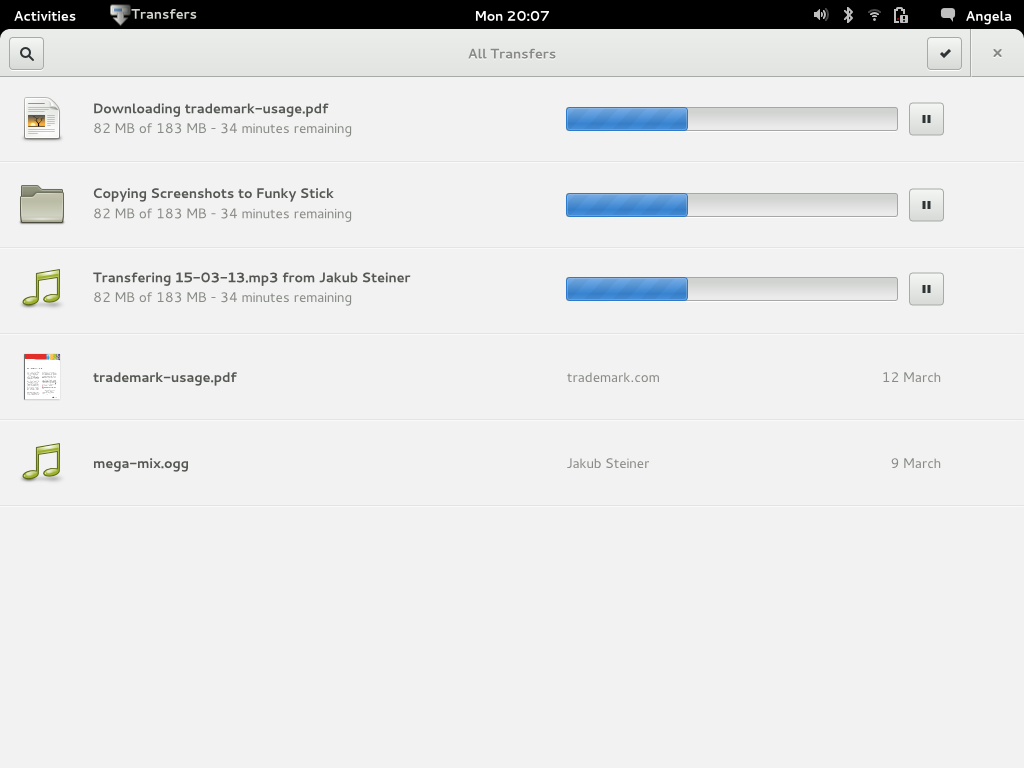 Activities Transfers Mon 20:07 Angela
All Transfers
Downloading trademark-usage.pdf
82 MB of 183 MB - 34 minutes remaining
Copying Screenshots to Funky Stick
82 MB of 183 MB - 34 minutes remaining
Transfering 15-03-13.mp3 from Jakub Steiner
82 MB of 183 MB - 34 minutes remaining
trademark-usage.pdf trademark.com 12 March
mega-mix.ogg Jakub Steiner 9 March